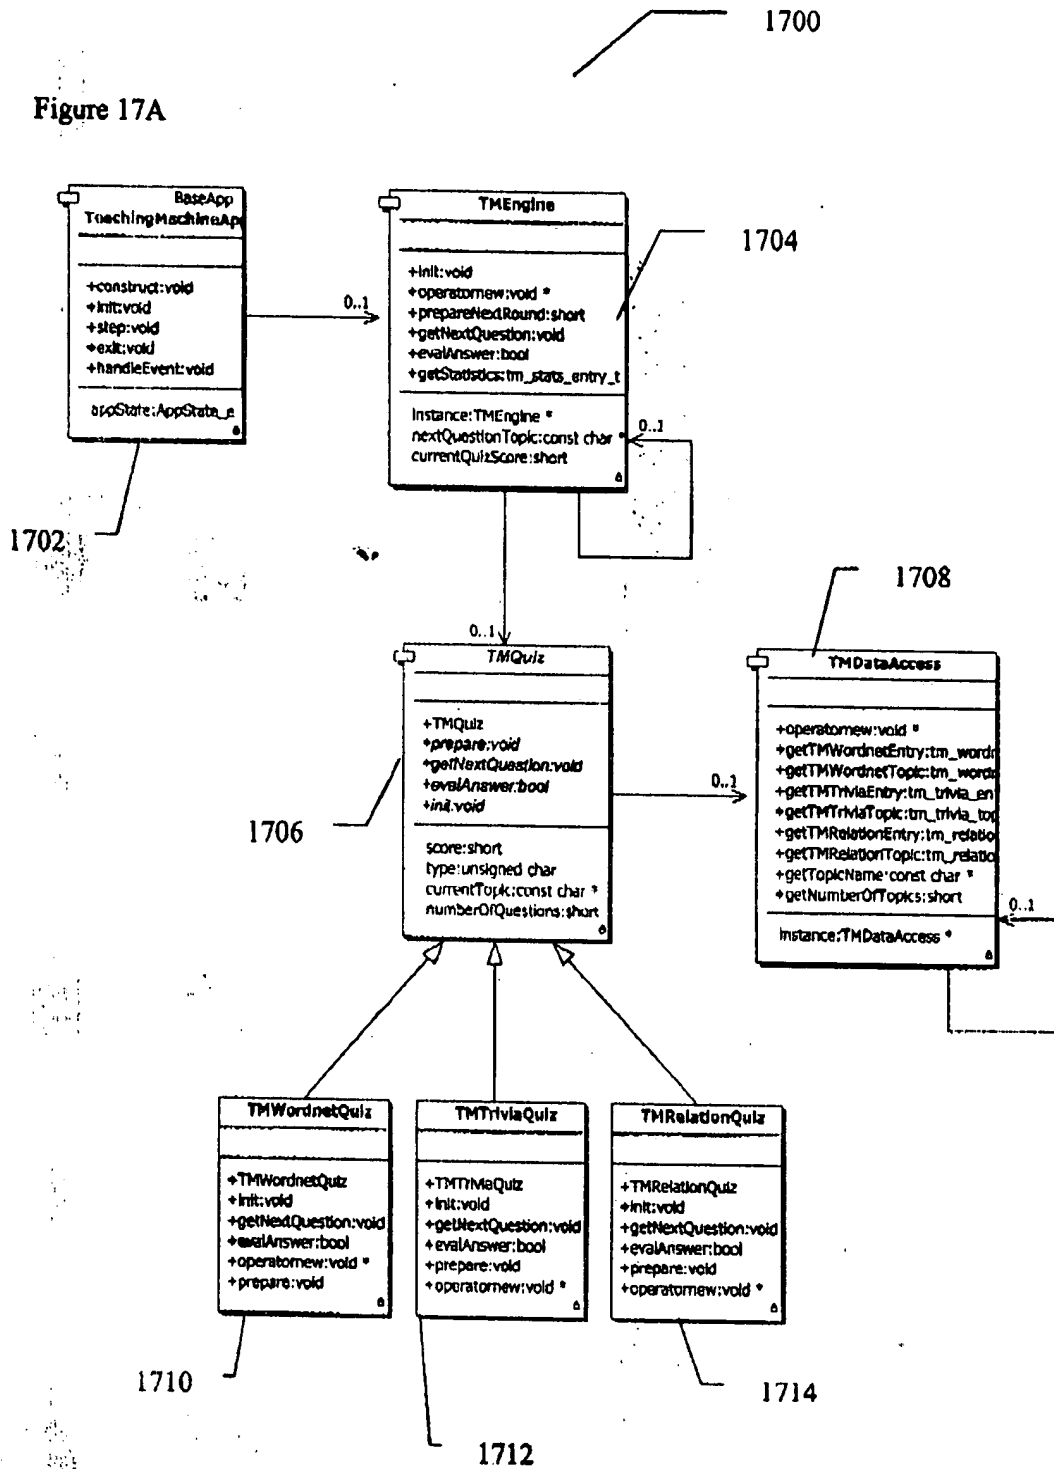 1700
Figure 17A
BaseApp
TeachingMachineApp
+construct:void
+init:void
+step:void
+exit:void
+handleEvent:void
appState:AppState_e
1702
0..1
TMEngine
+init:void
+operatornew:void *
+prepareNextRound:short
+getNextQuestion:void
+evalAnswer:bool
+getStatistics:tm_stats_entry_t
instance:TMEngine *
nextQuestionTopic:const char *
currentQuizScore:short
1704
0..1
0..1
TMQuiz
+TMQuiz
+prepare:void
+getNextQuestion:void
+evalAnswer:bool
+init:void
score:short
type:unsigned char
currentTopic:const char *
numberOfQuestions:short
1706
0..1
1708
TMDataAccess
+operatornew:void *
+getTMWordnetEntry:tm_wordn
+getTMWordnetTopic:tm_wordn
+getTMTriviaEntry:tm_trivia_en
+getTMTriviaTopic:tm_trivia_top
+getTMRelationEntry:tm_relatio
+getTMRelationTopic:tm_relatio
+getTopicName:const char *
+getNumberOfTopics:short
instance:TMDataAccess *
0..1
TMWordnetQuiz
+TMWordnetQuiz
+init:void
+getNextQuestion:void
+evalAnswer:bool
+operatornew:void *
+prepare:void
1710
TMTriviaQuiz
+TMTriviaQuiz
+init:void
+getNextQuestion:void
+evalAnswer:bool
+prepare:void
+operatornew:void *
1712
TMRelationQuiz
+TMRelationQuiz
+init:void
+getNextQuestion:void
+evalAnswer:bool
+prepare:void
+operatornew:void *
1714